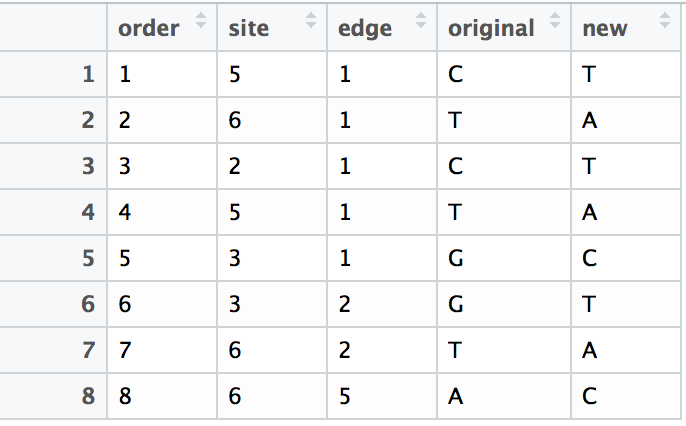 order site edge original new
1 1 5 1 C T
2 2 6 1 T A
3 3 2 1 C T
4 4 5 1 T A
5 5 3 1 G C
6 6 3 2 G T
7 7 6 2 T A
8 8 6 5 A C